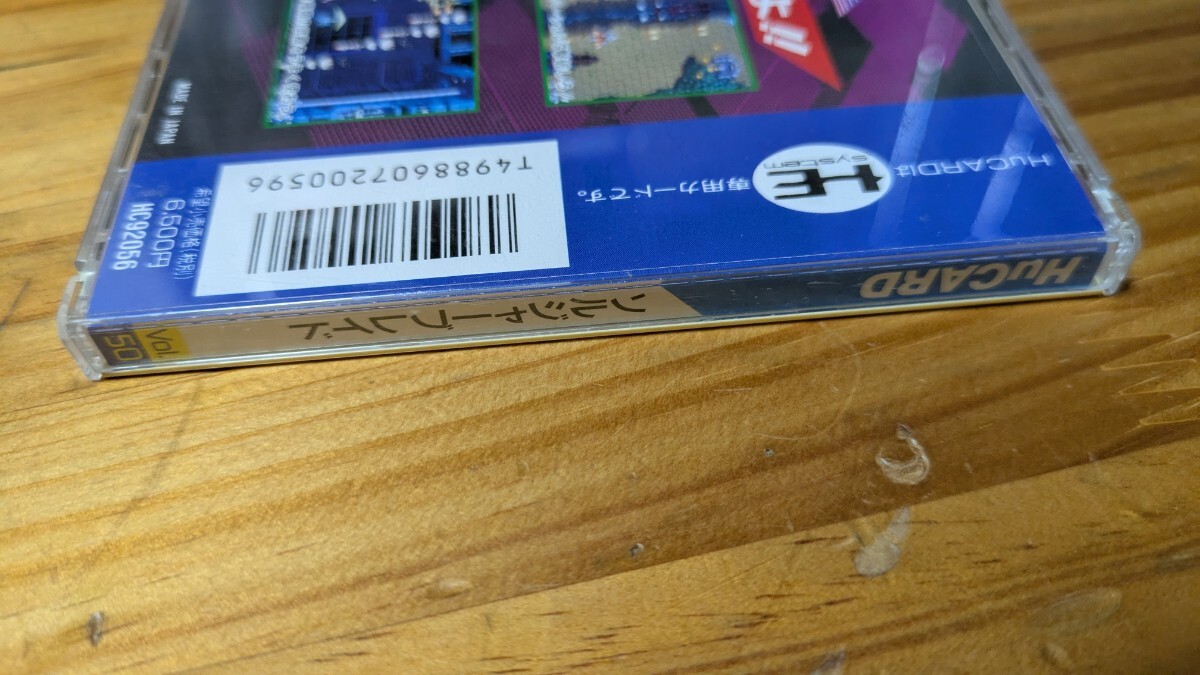 HuCARD
ソルジャーブレイド
Vol.
50
HuCARDは
HE
system
専用カードです。
T4988607200596
希望小売価格(税別)
6,500円
HC92056
MADE IN JAPAN
!!